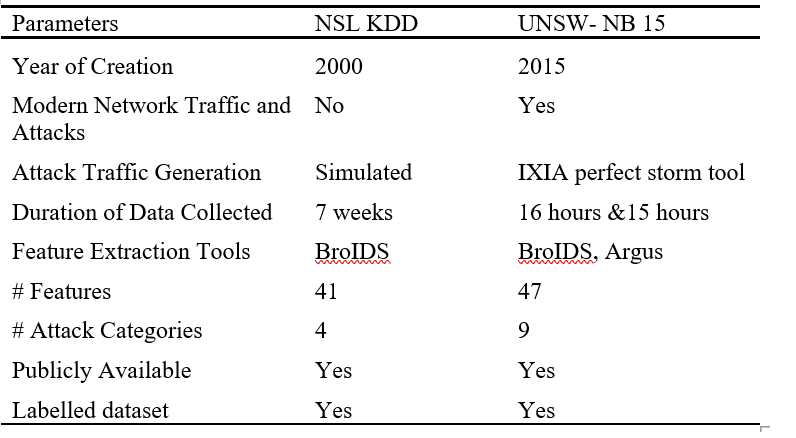 Parameters NSL KDD UNSW- NB 15
Year of Creation 2000 2015
Modern Network Traffic and No Yes
Attacks
Attack Traffic Generation Simulated IXIA perfect storm tool
Duration of Data Collected 7 weeks 16 hours &15 hours
Feature Extraction Tools BroIDS BroIDS, Argus
# Features 41 47
# Attack Categories 4 9
Publicly Available Yes Yes
Labelled dataset Yes Yes